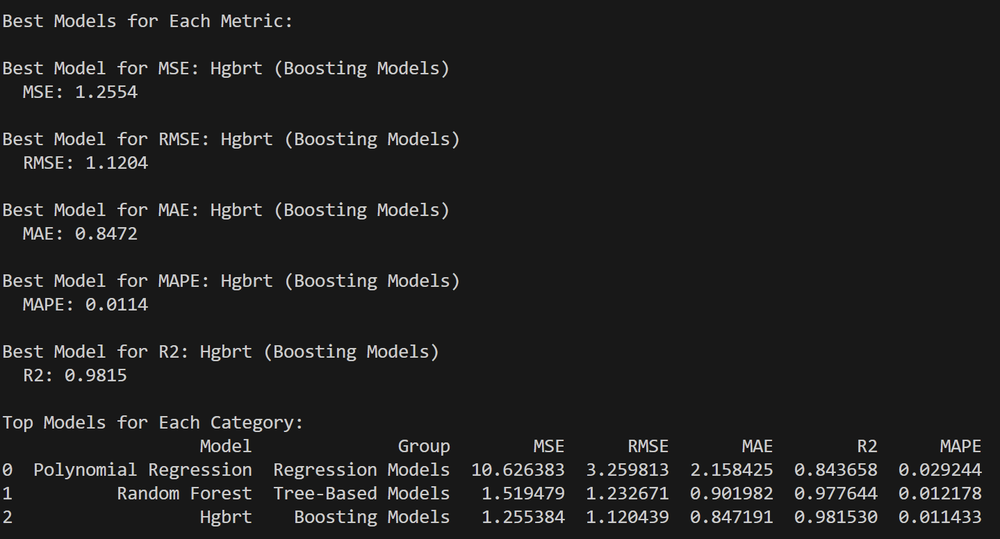 Best Models for Each Metric:
Best Model for MSE: Hgbrt (Boosting Models)
MSE: 1.2554
Best Model for RMSE: Hgbrt (Boosting Models)
RMSE: 1.1204
Best Model for MAE: Hgbrt (Boosting Models)
MAE: 0.8472
Best Model for MAPE: Hgbrt (Boosting Models)
MAPE: 0.0114
Best Model for R2: Hgbrt (Boosting Models)
R2: 0.9815
Top Models for Each Category:
Model Group MSE RMSE MAE R2 MAPE
0 Polynomial Regression Regression Models 10.626383 3.259813 2.158425 0.843658 0.029244
1 Random Forest Tree-Based Models 1.519479 1.232671 0.901982 0.977644 0.012178
2 Hgbrt Boosting Models 1.255384 1.120439 0.847191 0.981530 0.011433